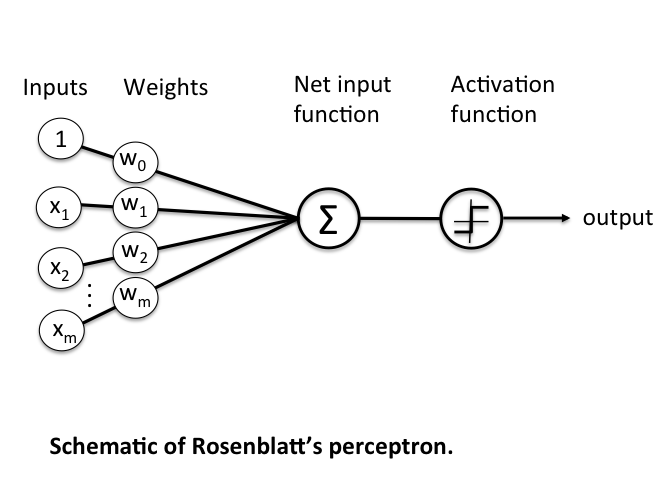 Inputs Weights Net input function Activation function
1 w0
x1 w1
x2 w2
⋮ wm
xm
Σ
output
Schematic of Rosenblatt's perceptron.